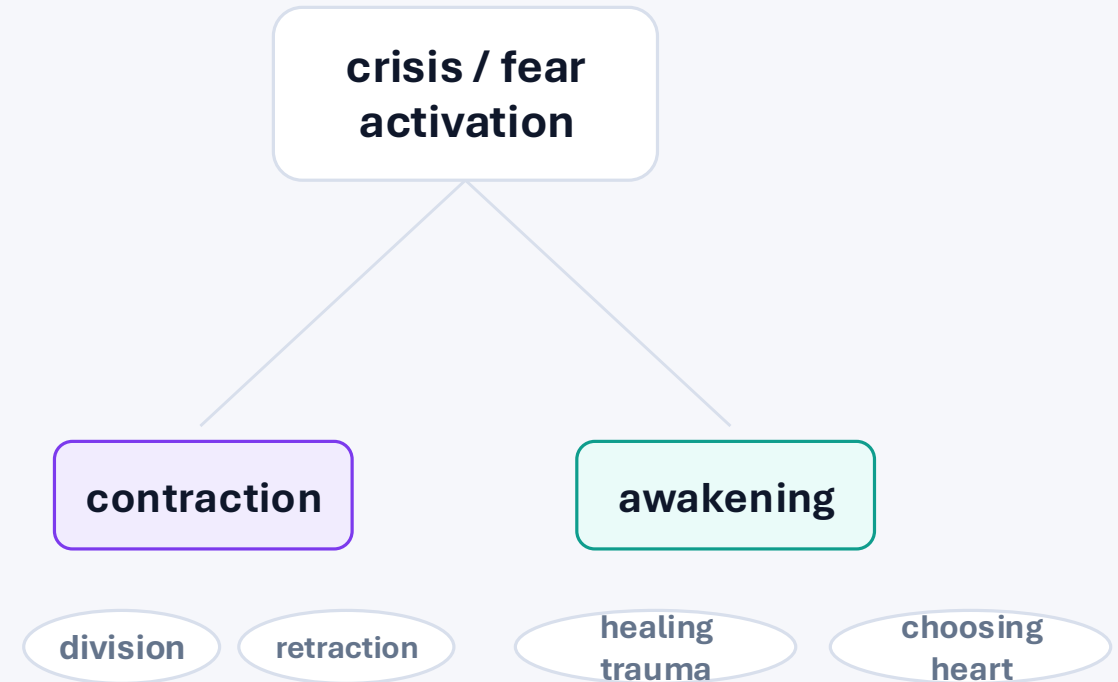 crisis / fear
activation
contraction
awakening
division
retraction
healing
trauma
choosing
heart